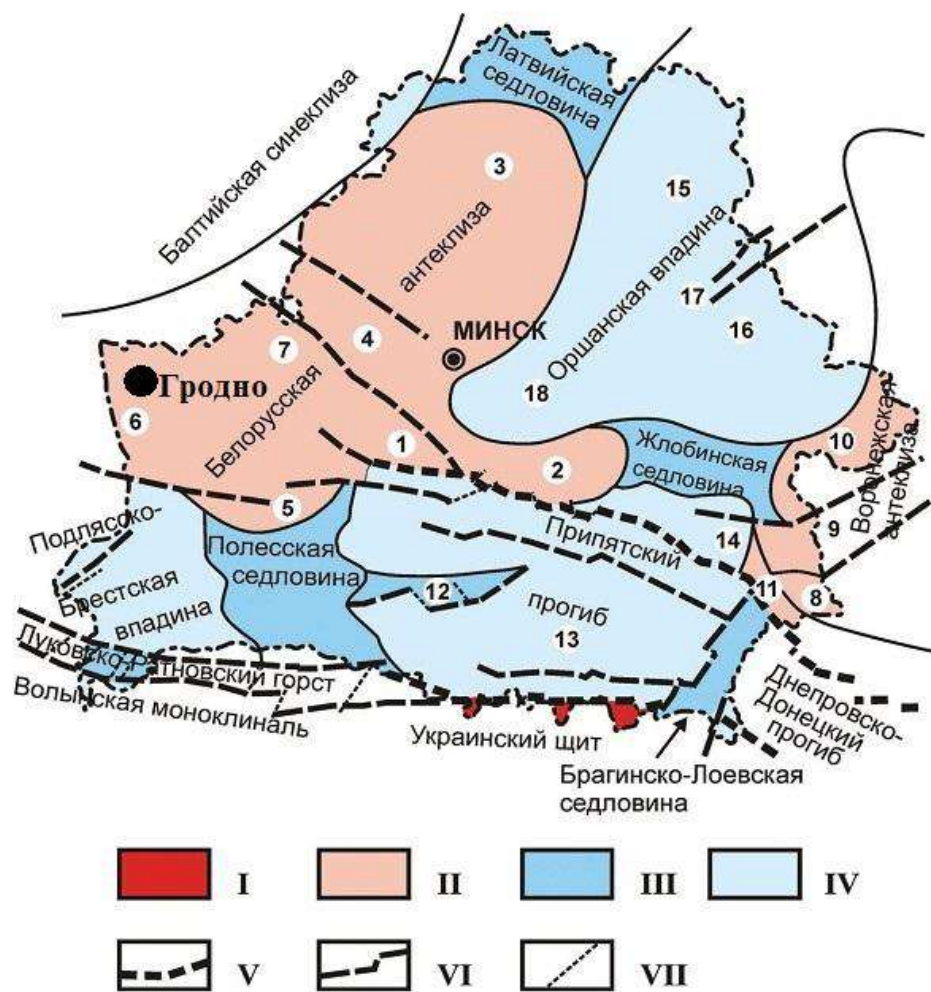 Латвийская
седловина
Балтийская синеклиза
3
15
антеклиза
Оршанская впадина
17
16
4
7
МИНСК
Гродно
6
18
Белорусская
1
2
Жлобинская
седловина
10
Воронежская
антеклиза
9
5
Подлясско-
Брестская
впадина
Полесская
седловина
Припятский
прогиб
14
11
8
12
13
Луковско-Ратновский горст
Волынская моноклиналь
Украинский щит
Днепровско-
Донецкий
прогиб
Брагинско-Лоевская
седловина
I
II
III
IV
V
VI
VII